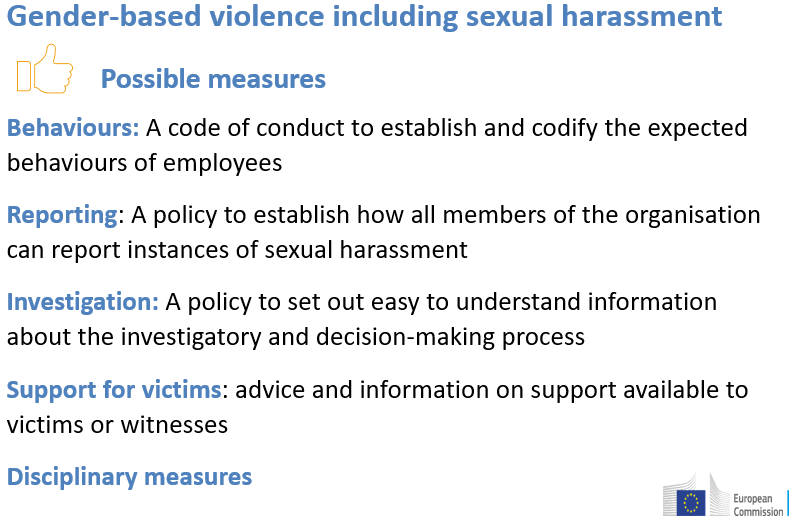 Gender-based violence including sexual harassment
Possible measures
Behaviours: A code of conduct to establish and codify the expected
behaviours of employees
Reporting: A policy to establish how all members of the organisation
can report instances of sexual harassment
Investigation: A policy to set out easy to understand information
about the investigatory and decision-making process
Support for victims: advice and information on support available to
victims or witnesses
Disciplinary measures
European
Commission